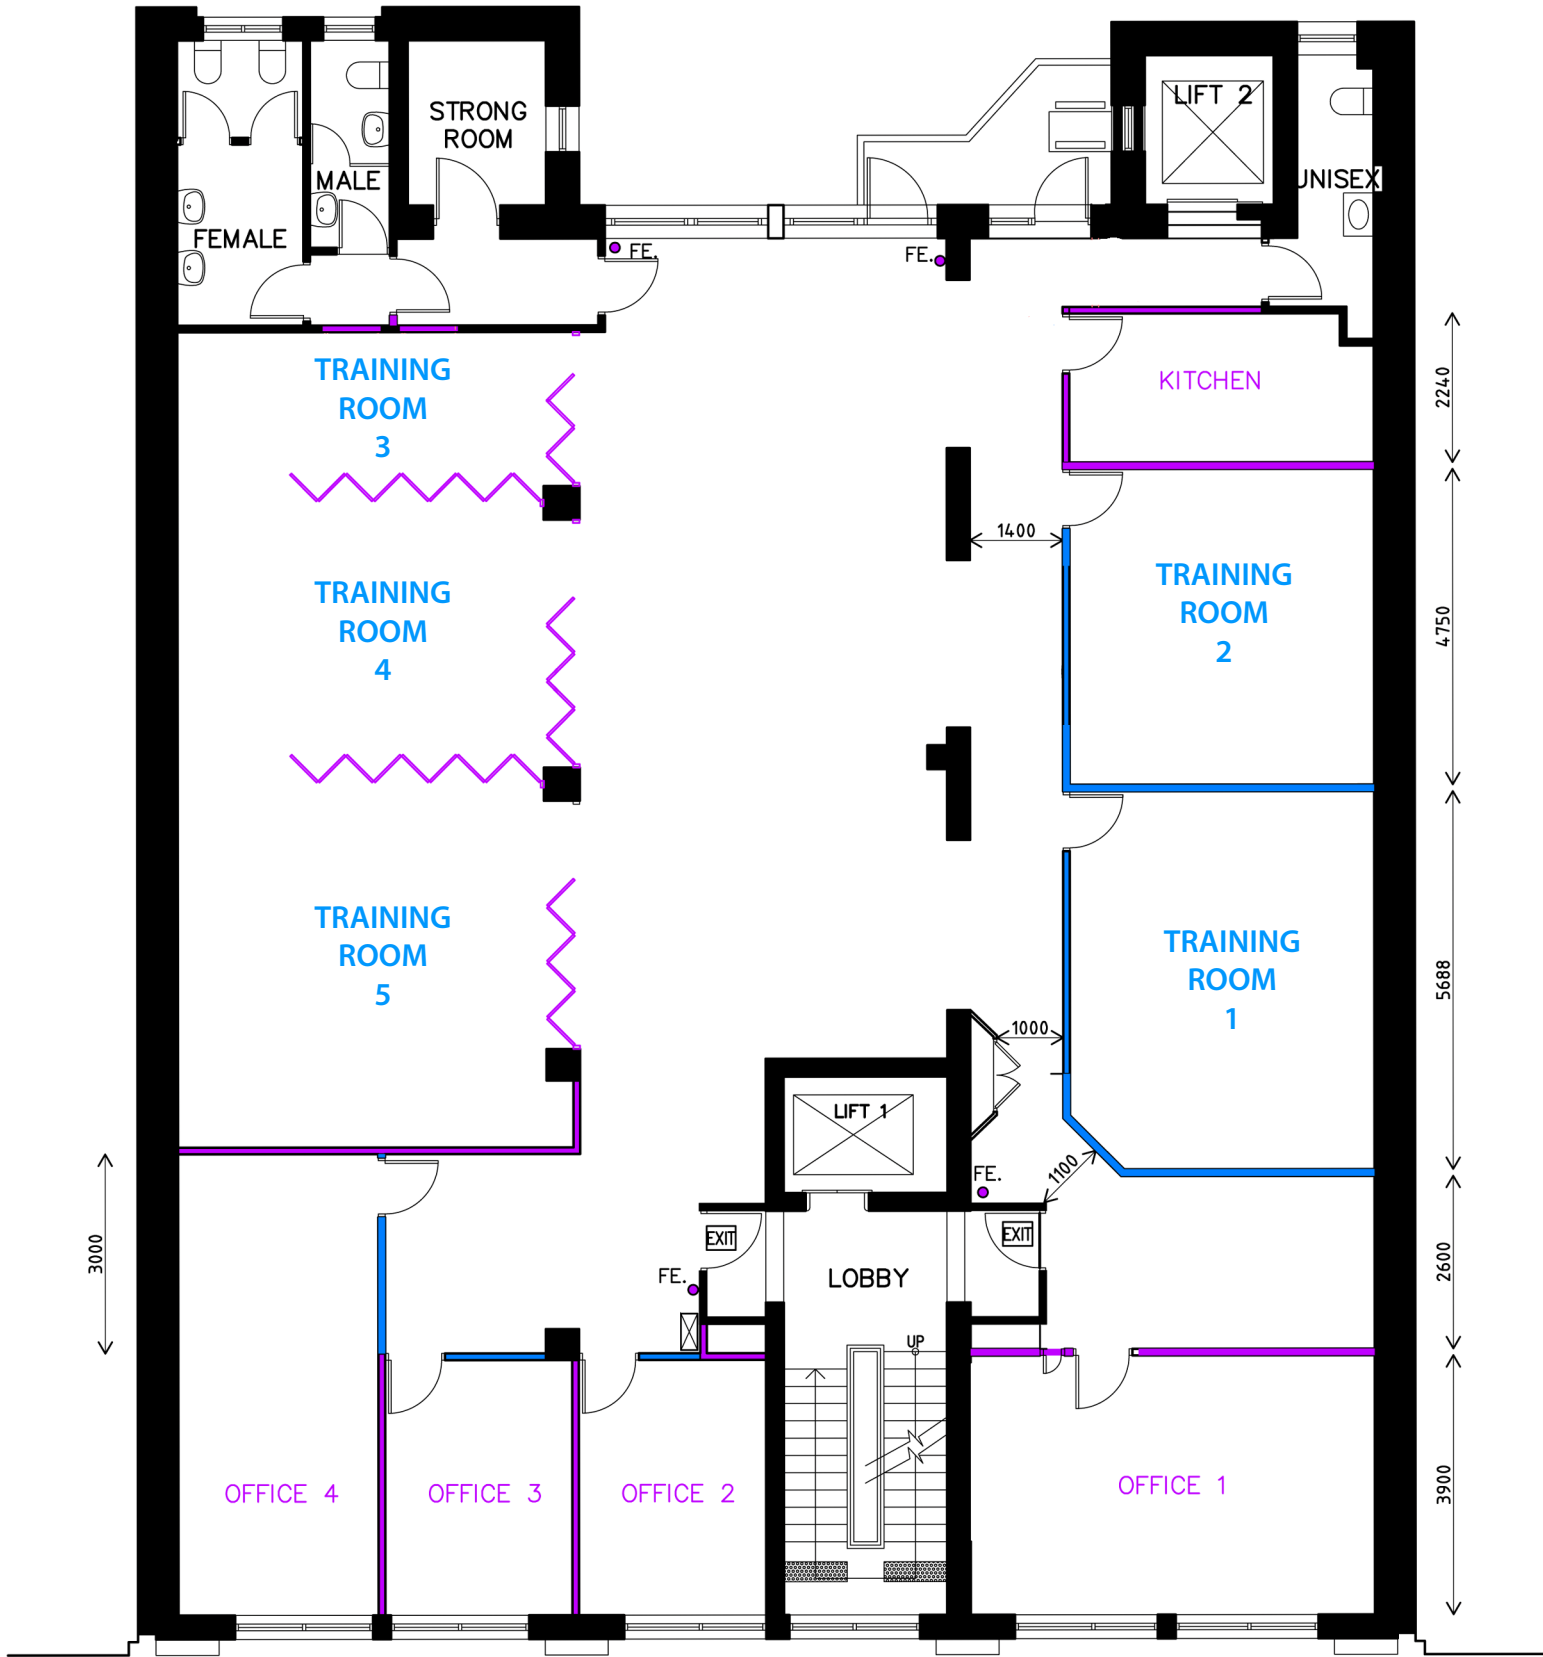 LIFT 2
STRONG
ROOM
MALE
UNISEX
FEMALE
FE.
FE.
TRAINING
ROOM
3
KITCHEN
2240
1400
TRAINING
ROOM
4
TRAINING
ROOM
2
4750
TRAINING
ROOM
5
TRAINING
ROOM
1
5688
1000
LIFT 1
1100
FE.
3000
EXIT
EXIT
FE.
LOBBY
2600
UP
OFFICE 4
OFFICE 3
OFFICE 2
OFFICE 1
3900